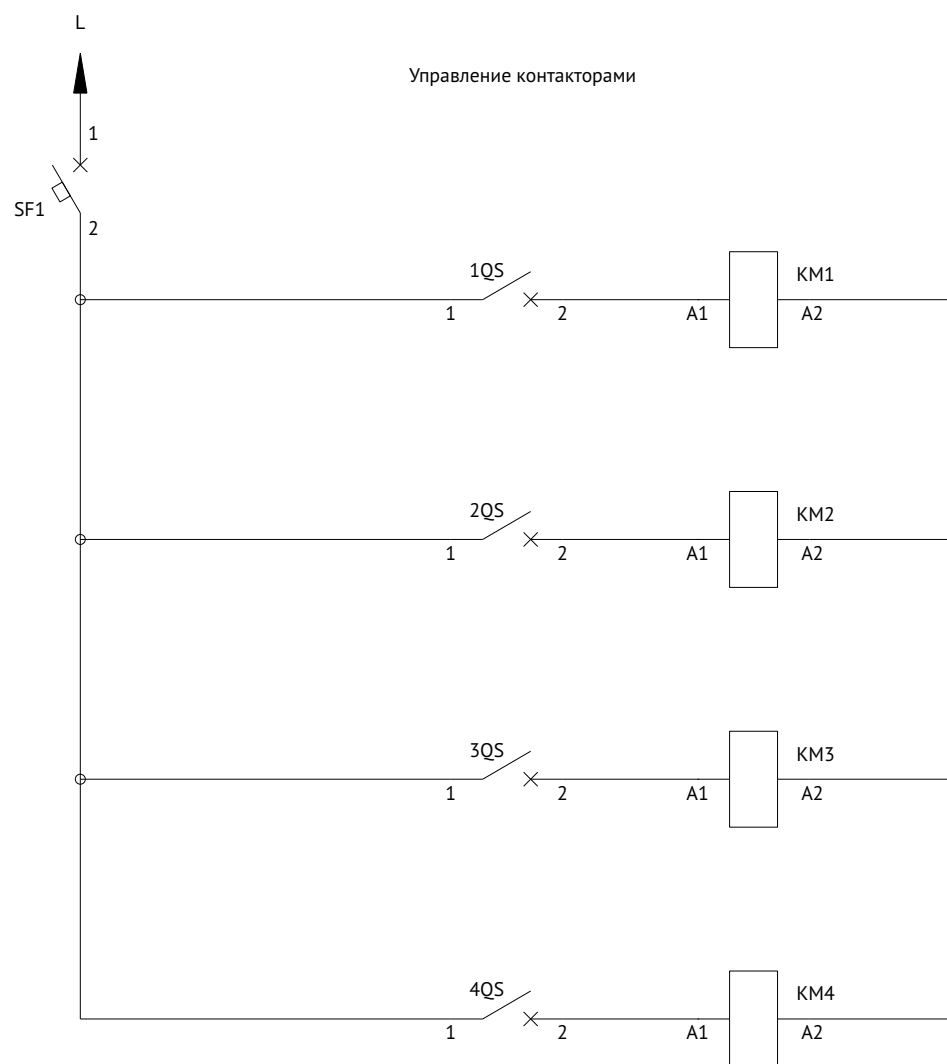 L
Управление контакторами
1
SF1
2
1QS
KM1
1
2
A1
A2
2QS
KM2
1
2
A1
A2
3QS
KM3
1
2
A1
A2
4QS
KM4
1
2
A1
A2